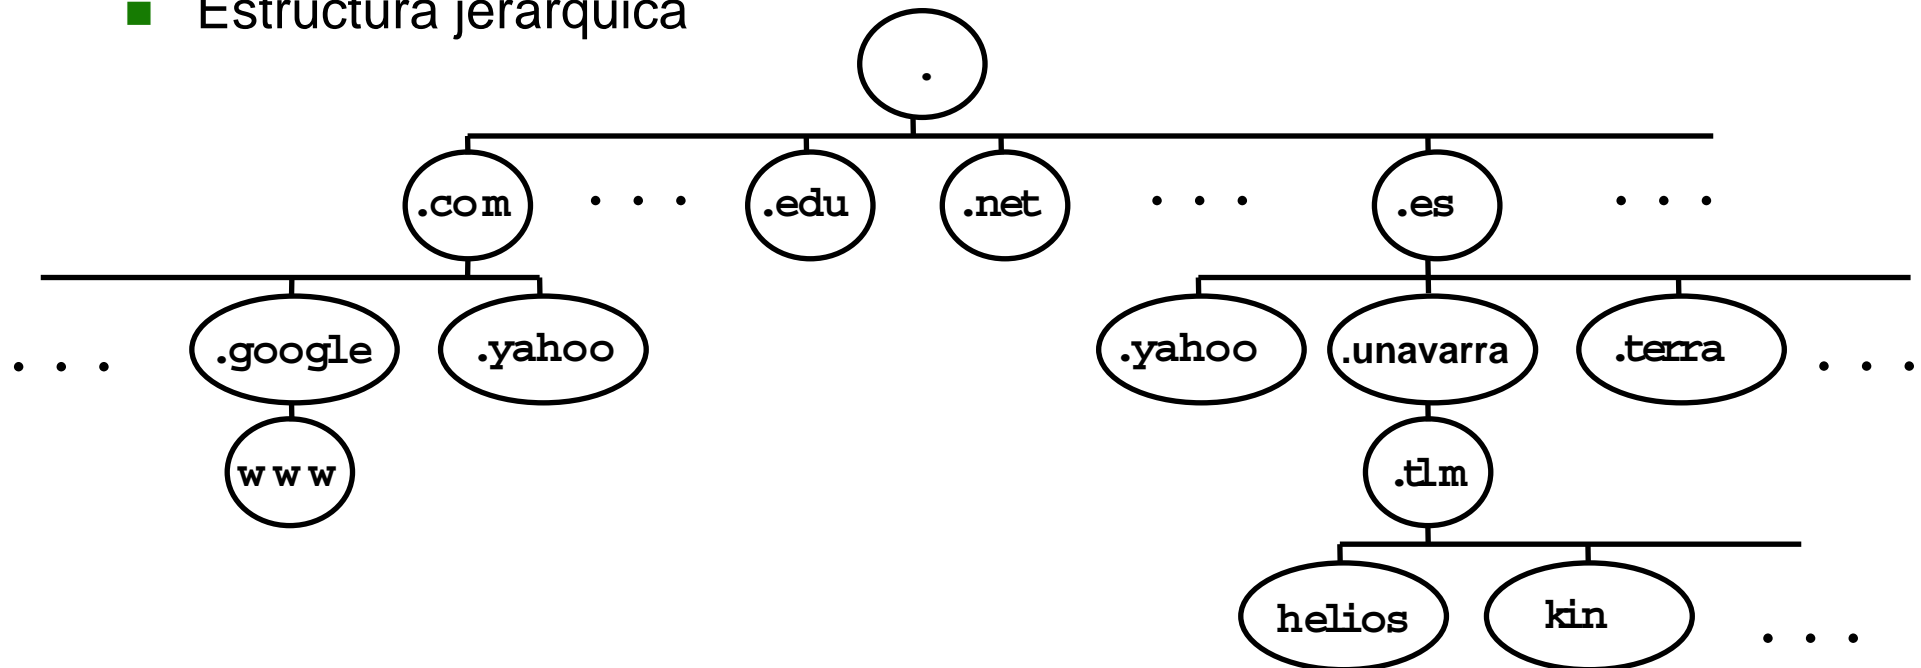 ■ Estructura jerárquica
.
.com . . . .edu .net . . . .es . . .
. . . .google .yahoo .yahoo .unavarra .terra . . .
www .tlm
helios kin . . .